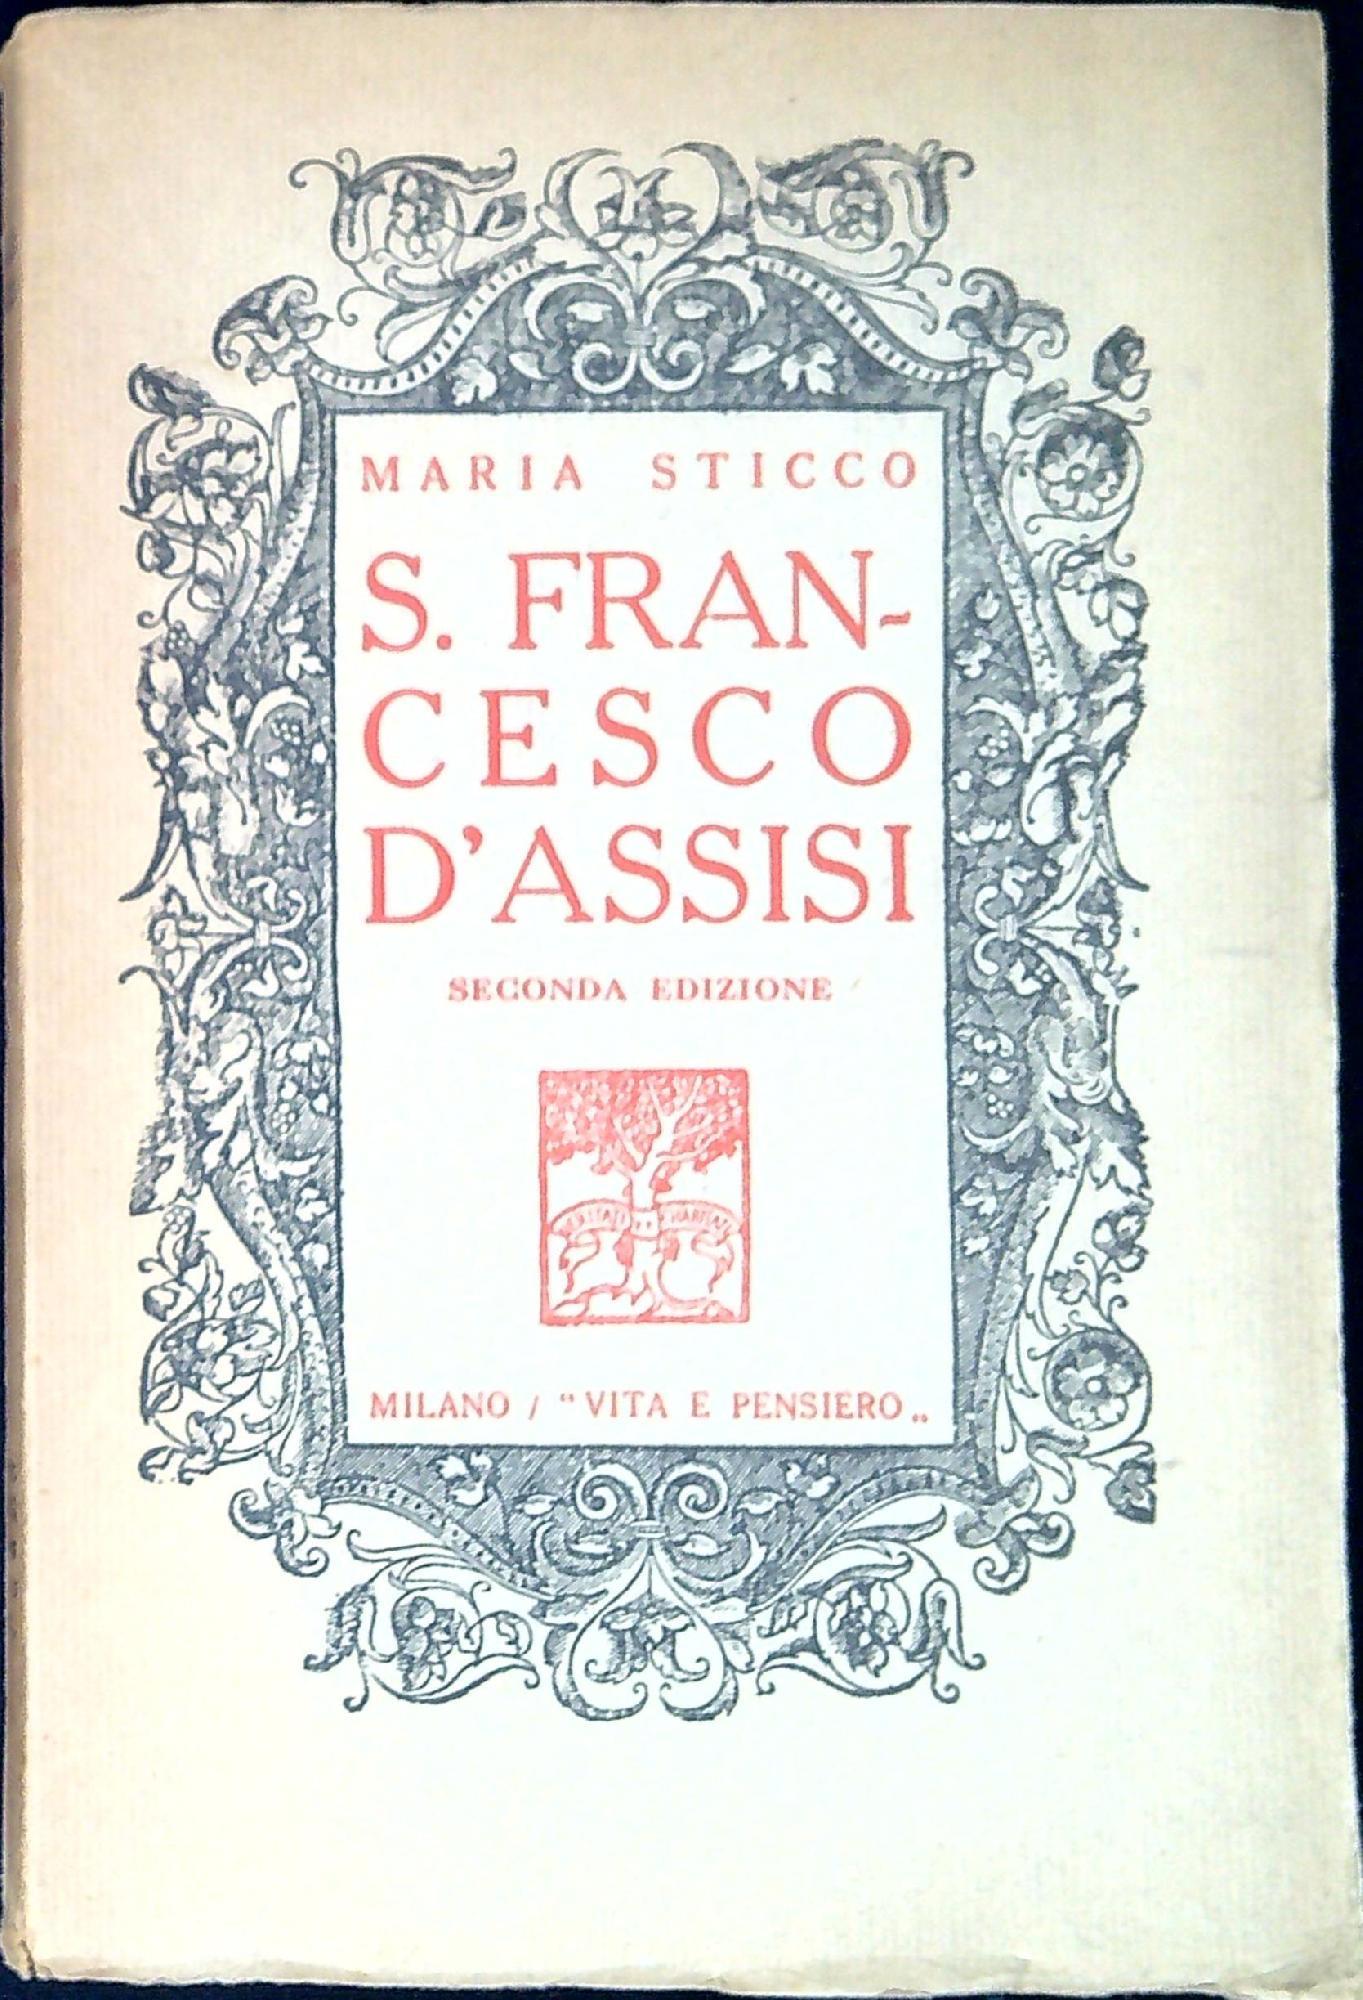 MARIA STICCO
S. FRAN-
CESCO
D'ASSISI
SECONDA EDIZIONE
MILANO / “VITA E PENSIERO„